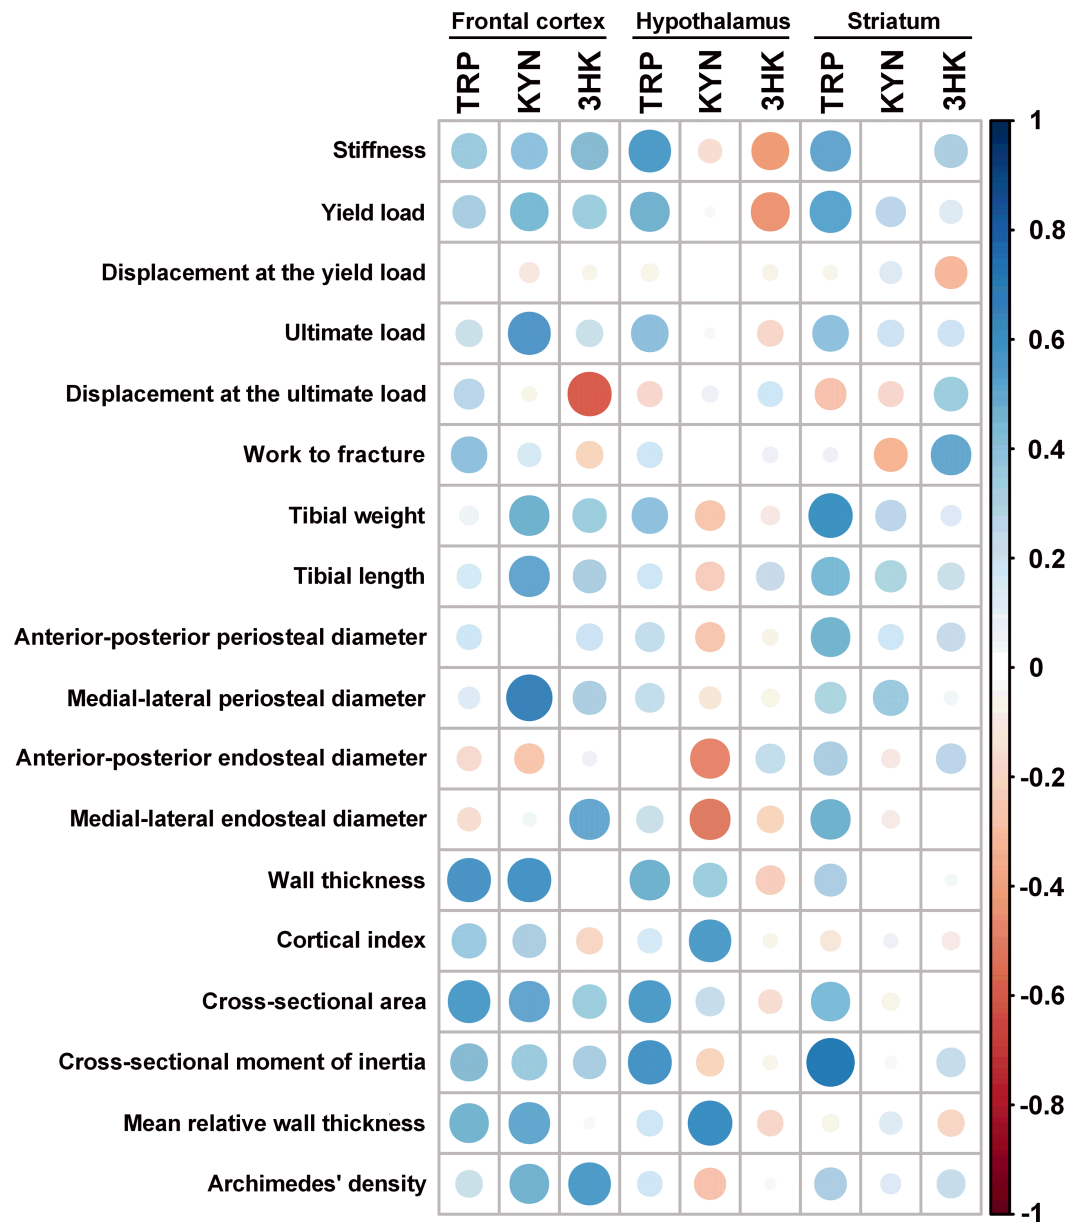 Frontal cortex Hypothalamus Striatum
TRP KYN 3HK TRP KYN 3HK TRP KYN 3HK
Stiffness
Yield load
Displacement at the yield load
Ultimate load
Displacement at the ultimate load
Work to fracture
Tibial weight
Tibial length
Anterior-posterior periosteal diameter
Medial-lateral periosteal diameter
Anterior-posterior endosteal diameter
Medial-lateral endosteal diameter
Wall thickness
Cortical index
Cross-sectional area
Cross-sectional moment of inertia
Mean relative wall thickness
Archimedes' density
1
0.8
0.6
0.4
0.2
0
-0.2
-0.4
-0.6
-0.8
-1